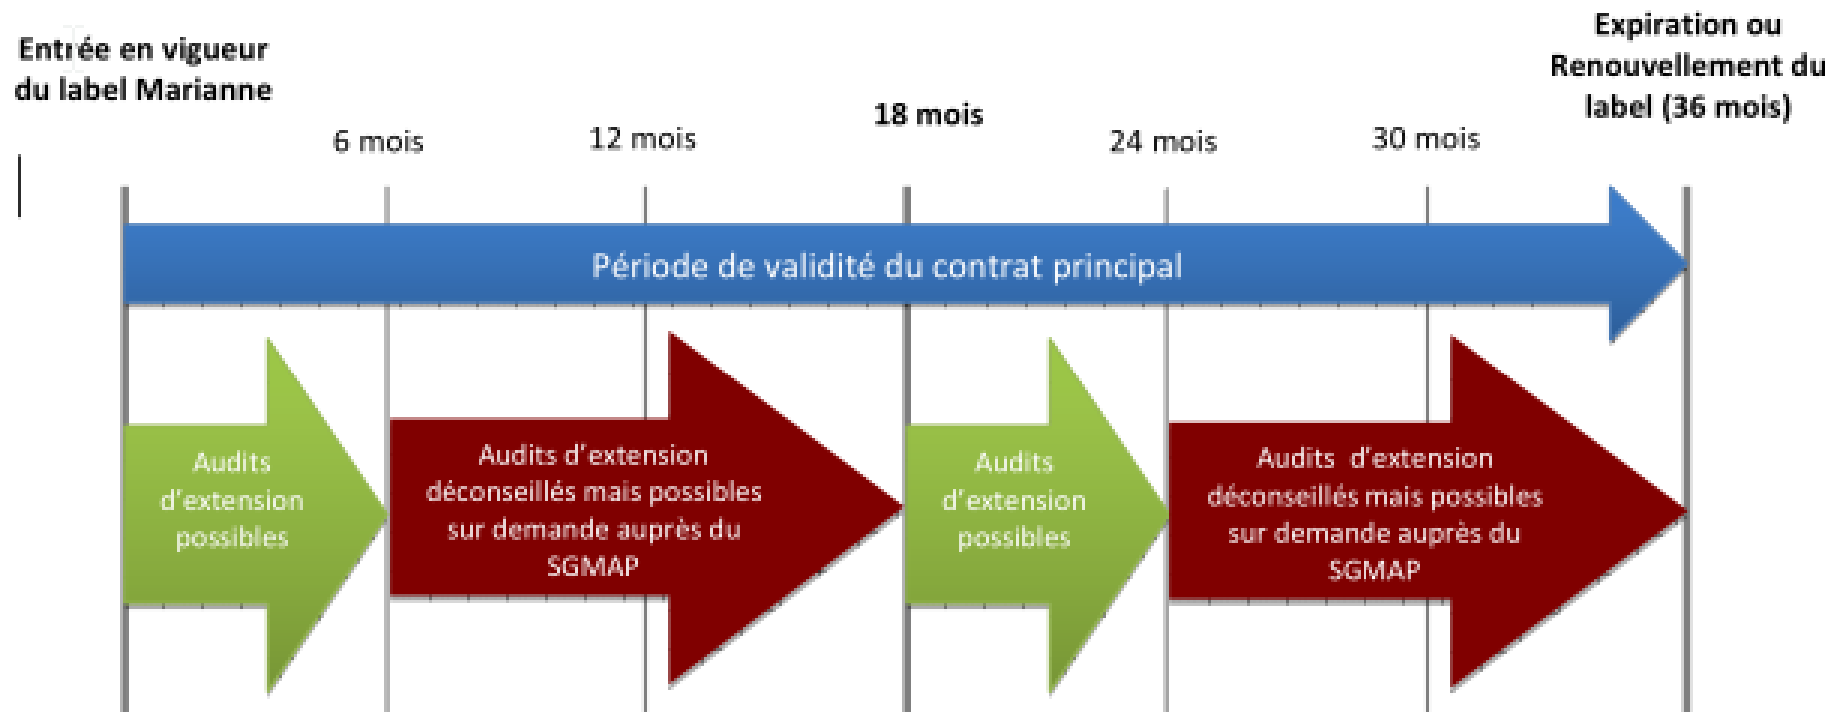 Entrée en vigueur
du label Marianne
6 mois
12 mois
18 mois
24 mois
30 mois
Expiration ou
Renouvellement du
label (36 mois)
Période de validité du contrat principal
Audits
d'extension
possibles
Audits d'extension
déconseillés mais possibles
sur demande auprès du
SGMAP
Audits
d'extension
possibles
Audits d'extension
déconseillés mais possibles
sur demande auprès du
SGMAP